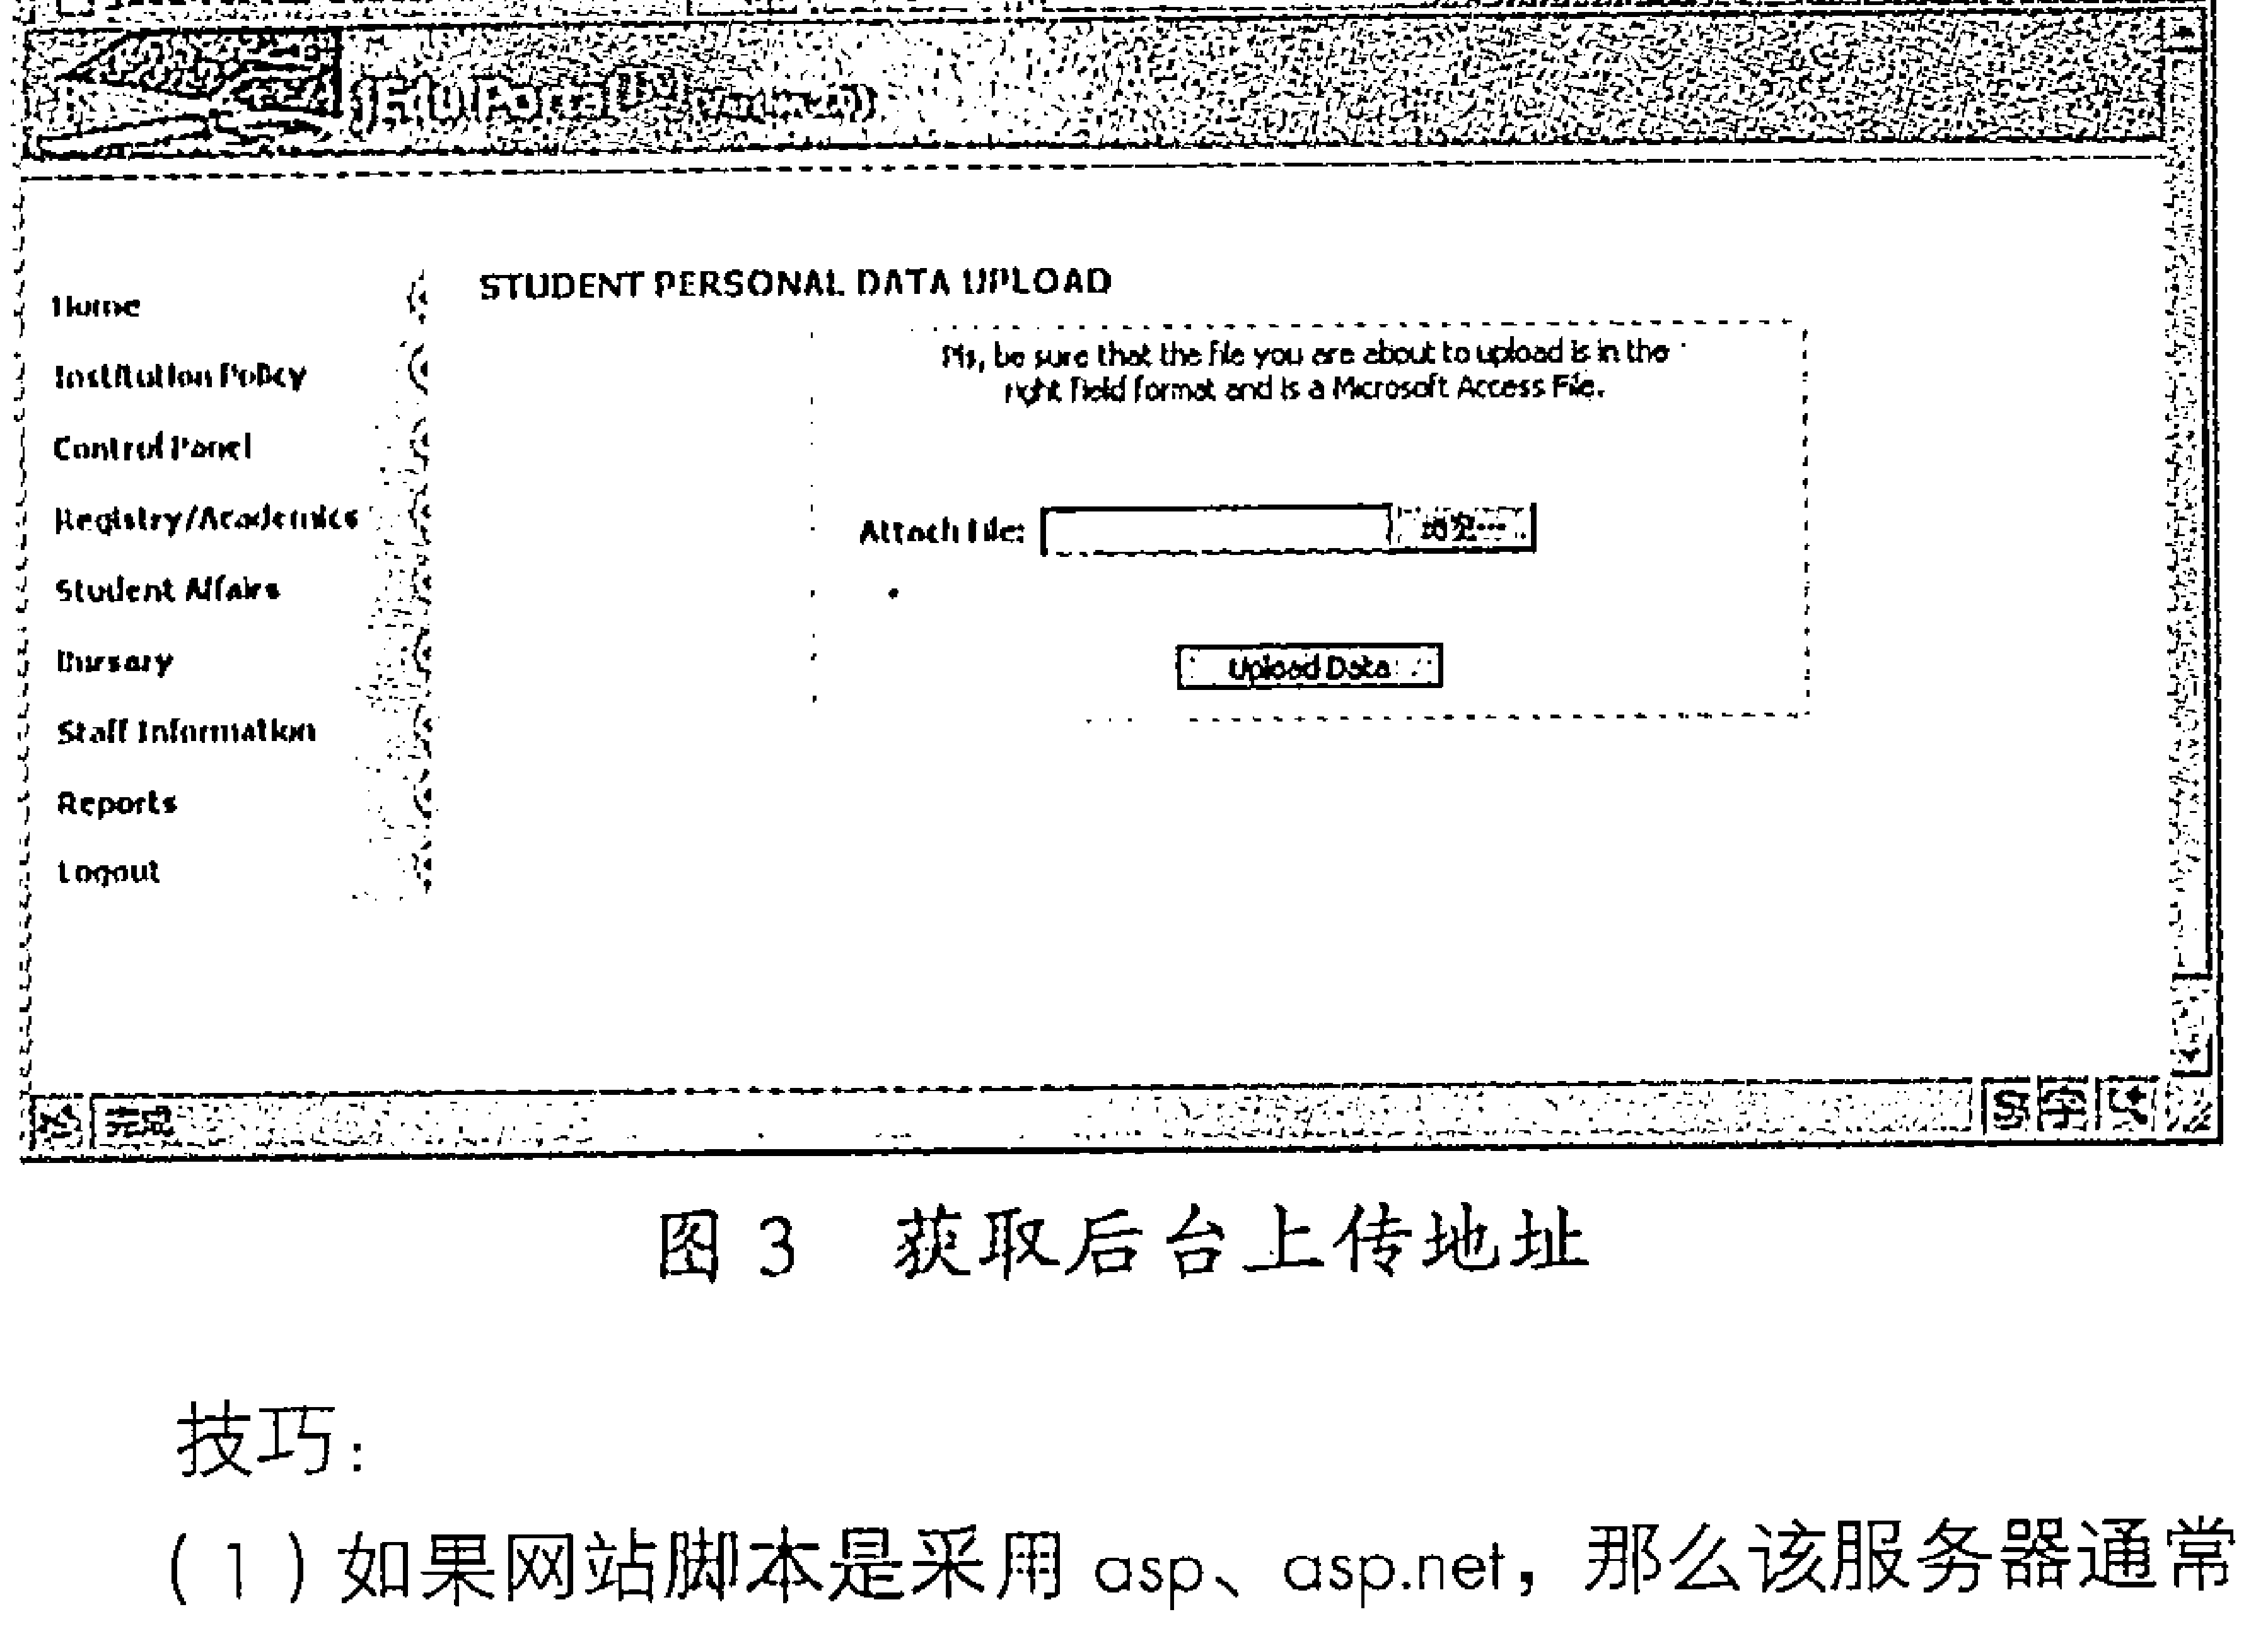 Edu Portal
STUDENT PERSONAL DATA UPLOAD
Home
Pls, be sure that the file you are about to upload is in the
right field format and is a Microsoft Access File.
Institution Policy
Control Panel
Registry/Academics
Attach File:
Student Affairs
Bursary
Upload Data
Staff Information
Reports
Logout
完成
图 3 获取后台上传地址
技巧：
（1）如果网站脚本是采用 asp、asp.net，那么该服务器通常